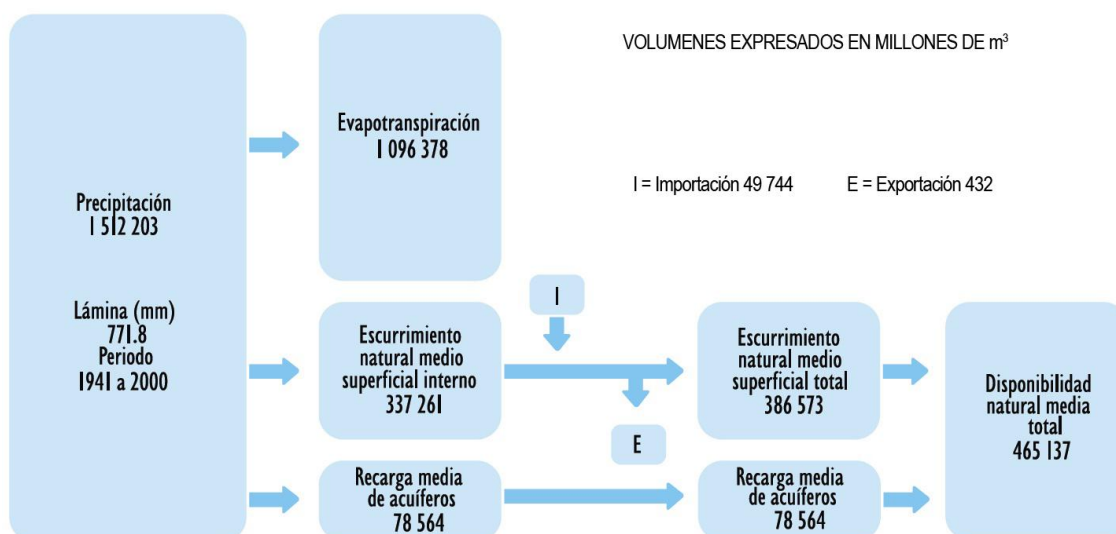 VOLUMENES EXPRESADOS EN MILLONES DE m³
I = Importación 49 744
E = Exportación 432
Precipitación
1 512 203
Lámina (mm)
771.8
Periodo
1941 a 2000
Evapotranspiración
1 096 378
I
Escurrimiento
natural medio
superficial interno
337 261
E
Recarga media
de acuíferos
78 564
Escurrimiento
natural medio
superficial total
386 573
Recarga media
de acuíferos
78 564
Disponibilidad
natural media
total
465 137